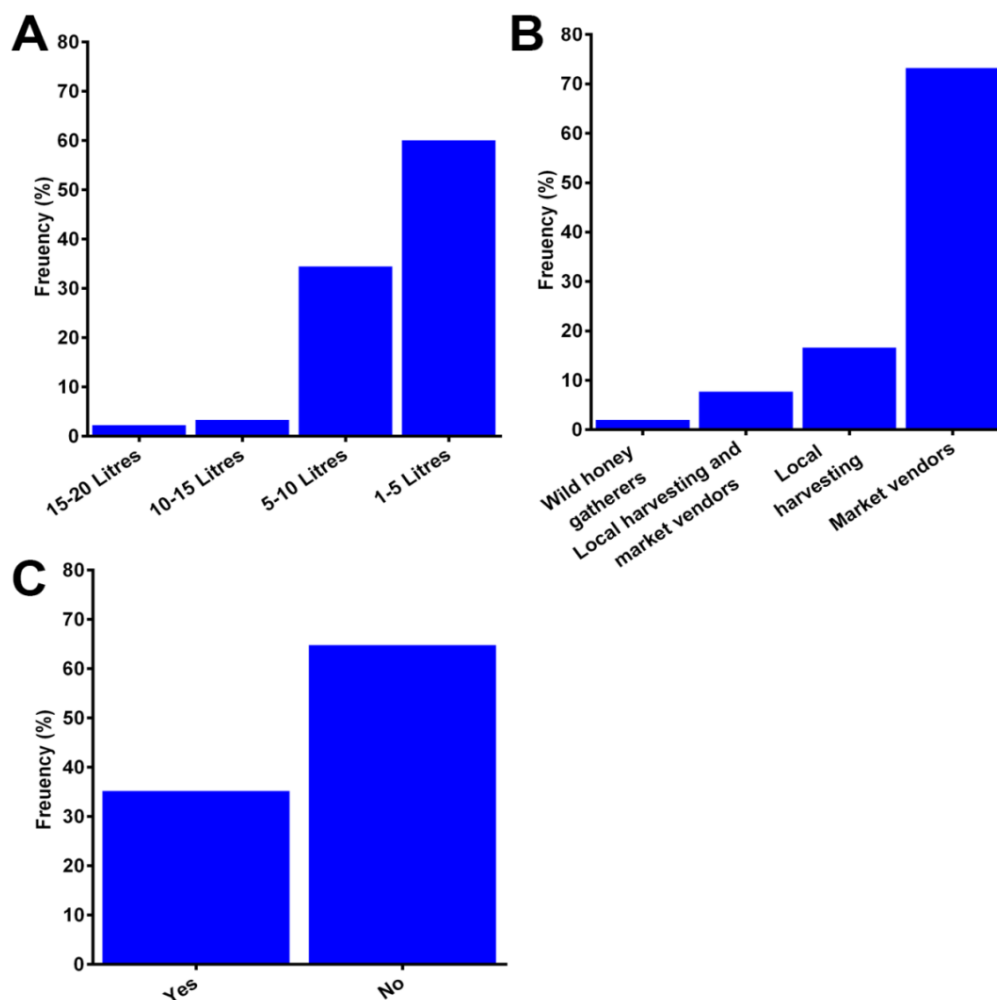 A
80
70
60
50
40
30
20
10
0
Freuency (%)
15-20 Litres
10-15 Litres
5-10 Litres
1-5 Litres
B
80
70
60
50
40
30
20
10
0
Freuency (%)
Wild honey
gatherers
Local harvesting and
market vendors
Local
harvesting
Market vendors
C
80
70
60
50
40
30
20
10
0
Freuency (%)
Yes
No